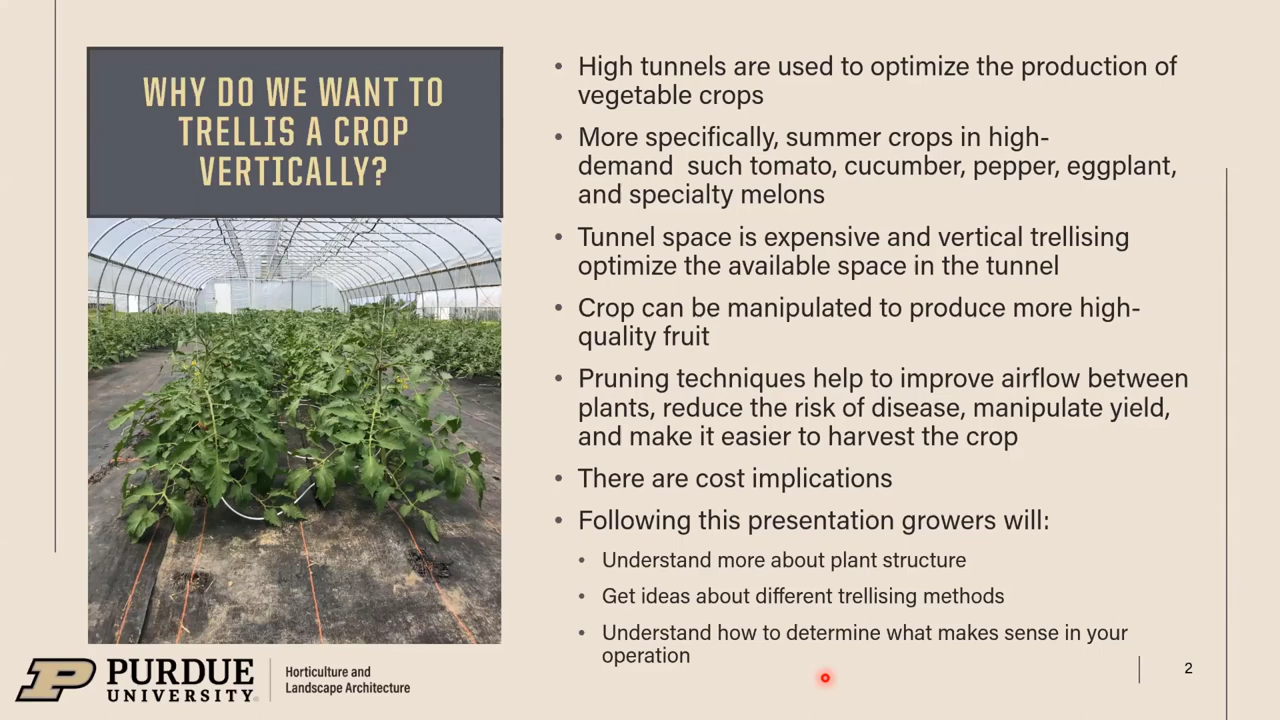 WHY DO WE WANT TO
TRELLIS A CROP
VERTICALLY?
• High tunnels are used to optimize the production of
vegetable crops
• More specifically, summer crops in high-
demand  such tomato, cucumber, pepper, eggplant,
and specialty melons
• Tunnel space is expensive and vertical trellising
optimize the available space in the tunnel
• Crop can be manipulated to produce more high-
quality fruit
• Pruning techniques help to improve airflow between
plants, reduce the risk of disease, manipulate yield,
and make it easier to harvest the crop
• There are cost implications
• Following this presentation growers will:
• Understand more about plant structure
• Get ideas about different trellising methods
• Understand how to determine what makes sense in your
operation
P PURDUE
UNIVERSITY®
Horticulture and
Landscape Architecture
2